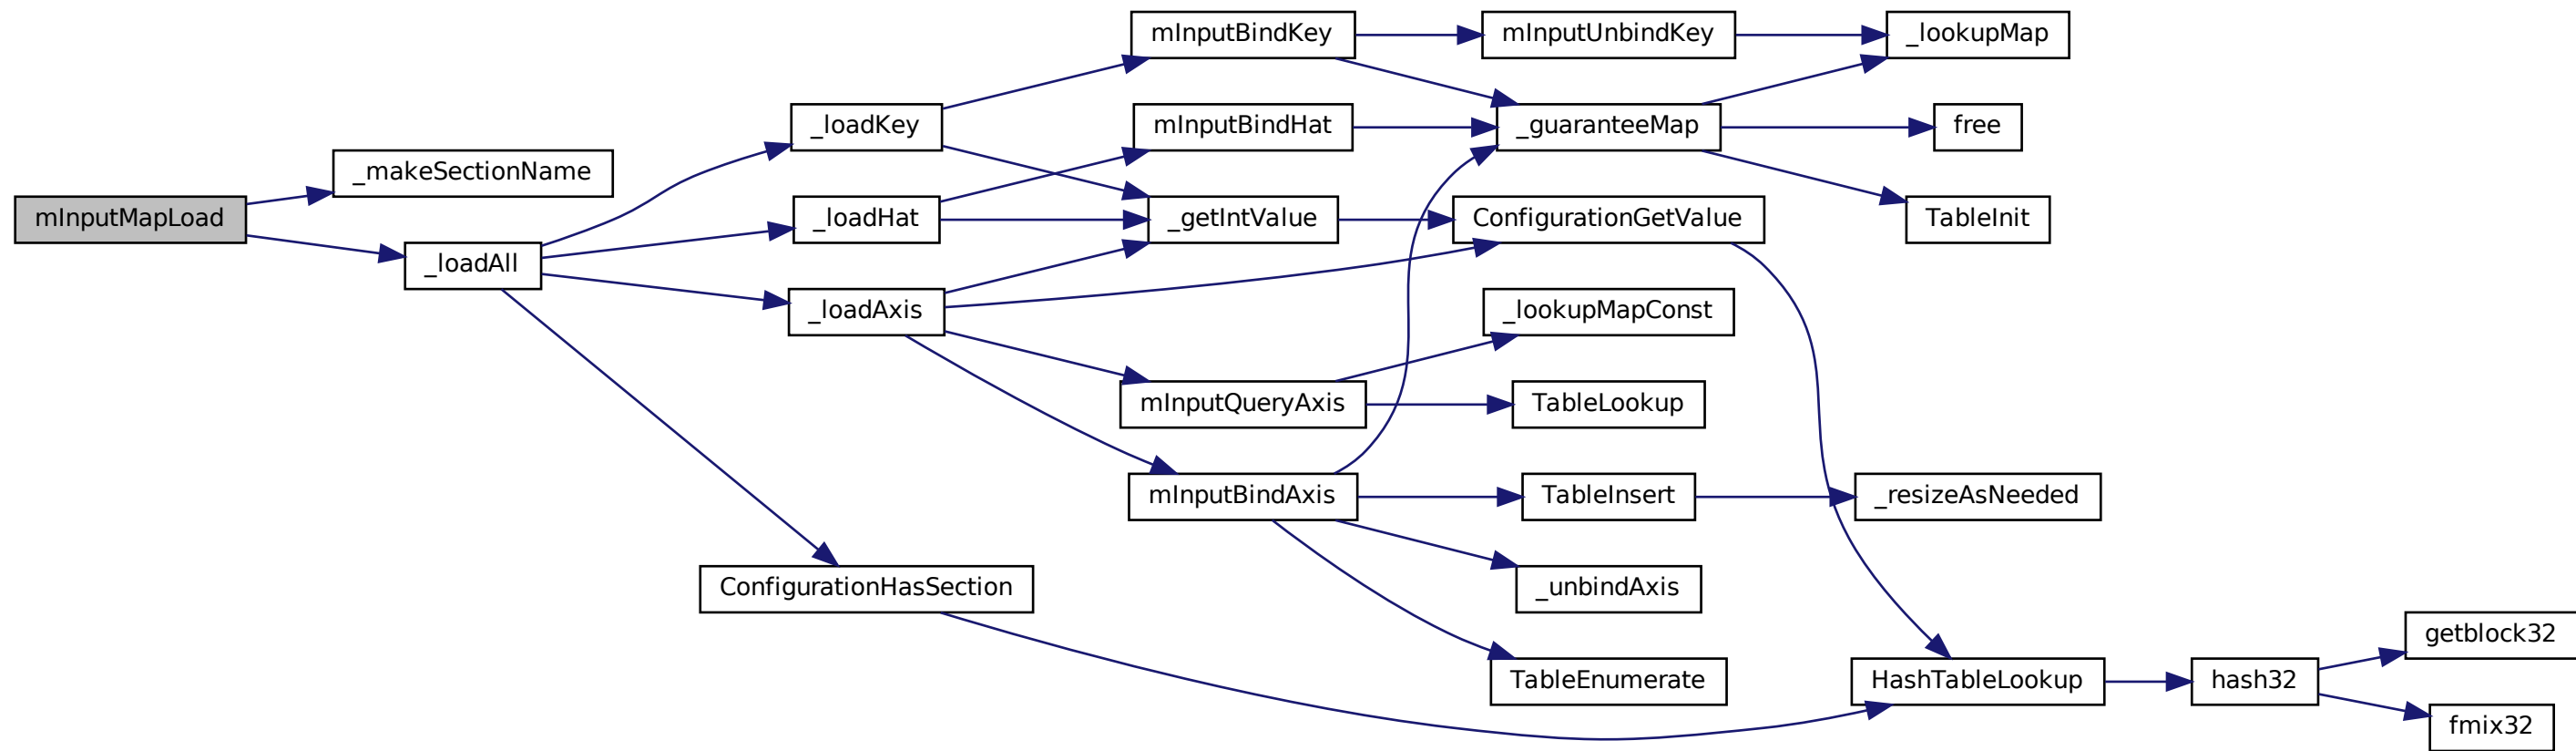 mInputMapLoad
_makeSectionName
_loadAll
_loadKey
_loadHat
_loadAxis
ConfigurationHasSection
mInputBindKey
mInputBindHat
_getIntValue
mInputQueryAxis
mInputBindAxis
mInputUnbindKey
_guaranteeMap
ConfigurationGetValue
_lookupMapConst
TableLookup
TableInsert
_unbindAxis
TableEnumerate
_lookupMap
free
TableInit
_resizeAsNeeded
HashTableLookup
hash32
getblock32
fmix32